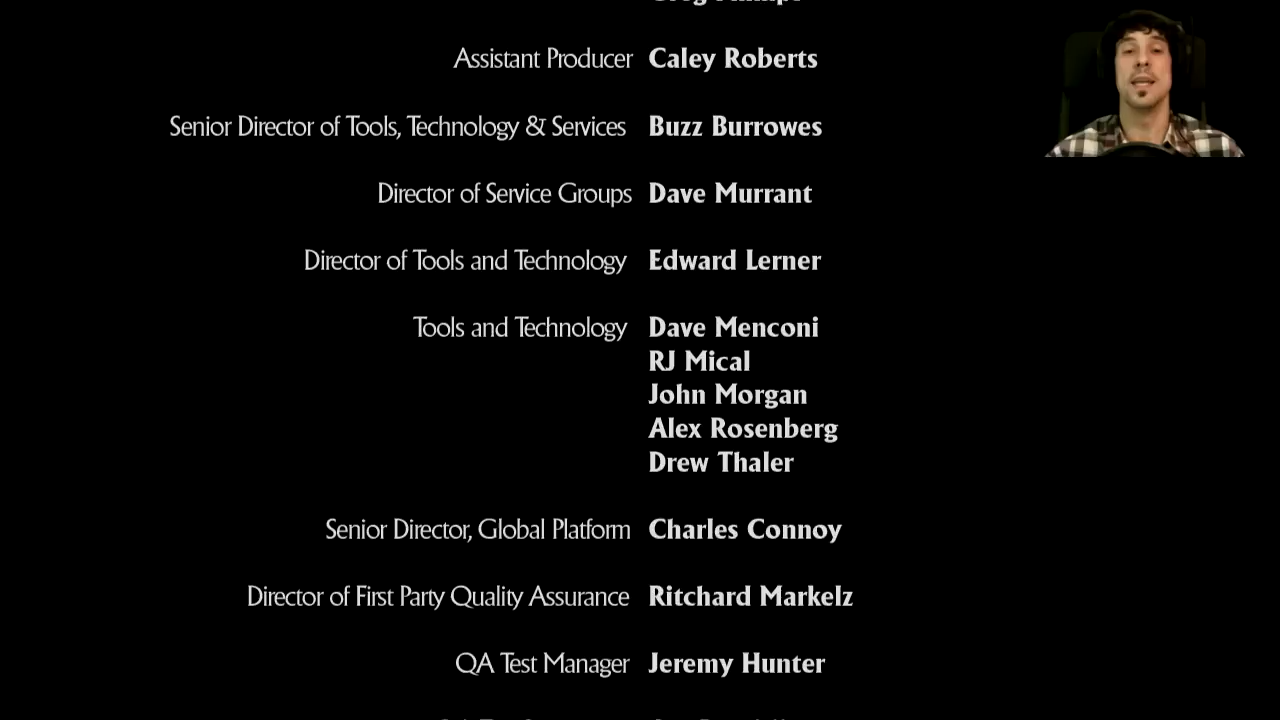 Assistant Producer Caley Roberts
Senior Director of Tools, Technology & Services Buzz Burrowes
Director of Service Groups Dave Murrant
Director of Tools and Technology Edward Lerner
Tools and Technology Dave Menconi
RJ Mical
John Morgan
Alex Rosenberg
Drew Thaler
Senior Director, Global Platform Charles Connoy
Director of First Party Quality Assurance Ritchard Markelz
QA Test Manager Jeremy Hunter